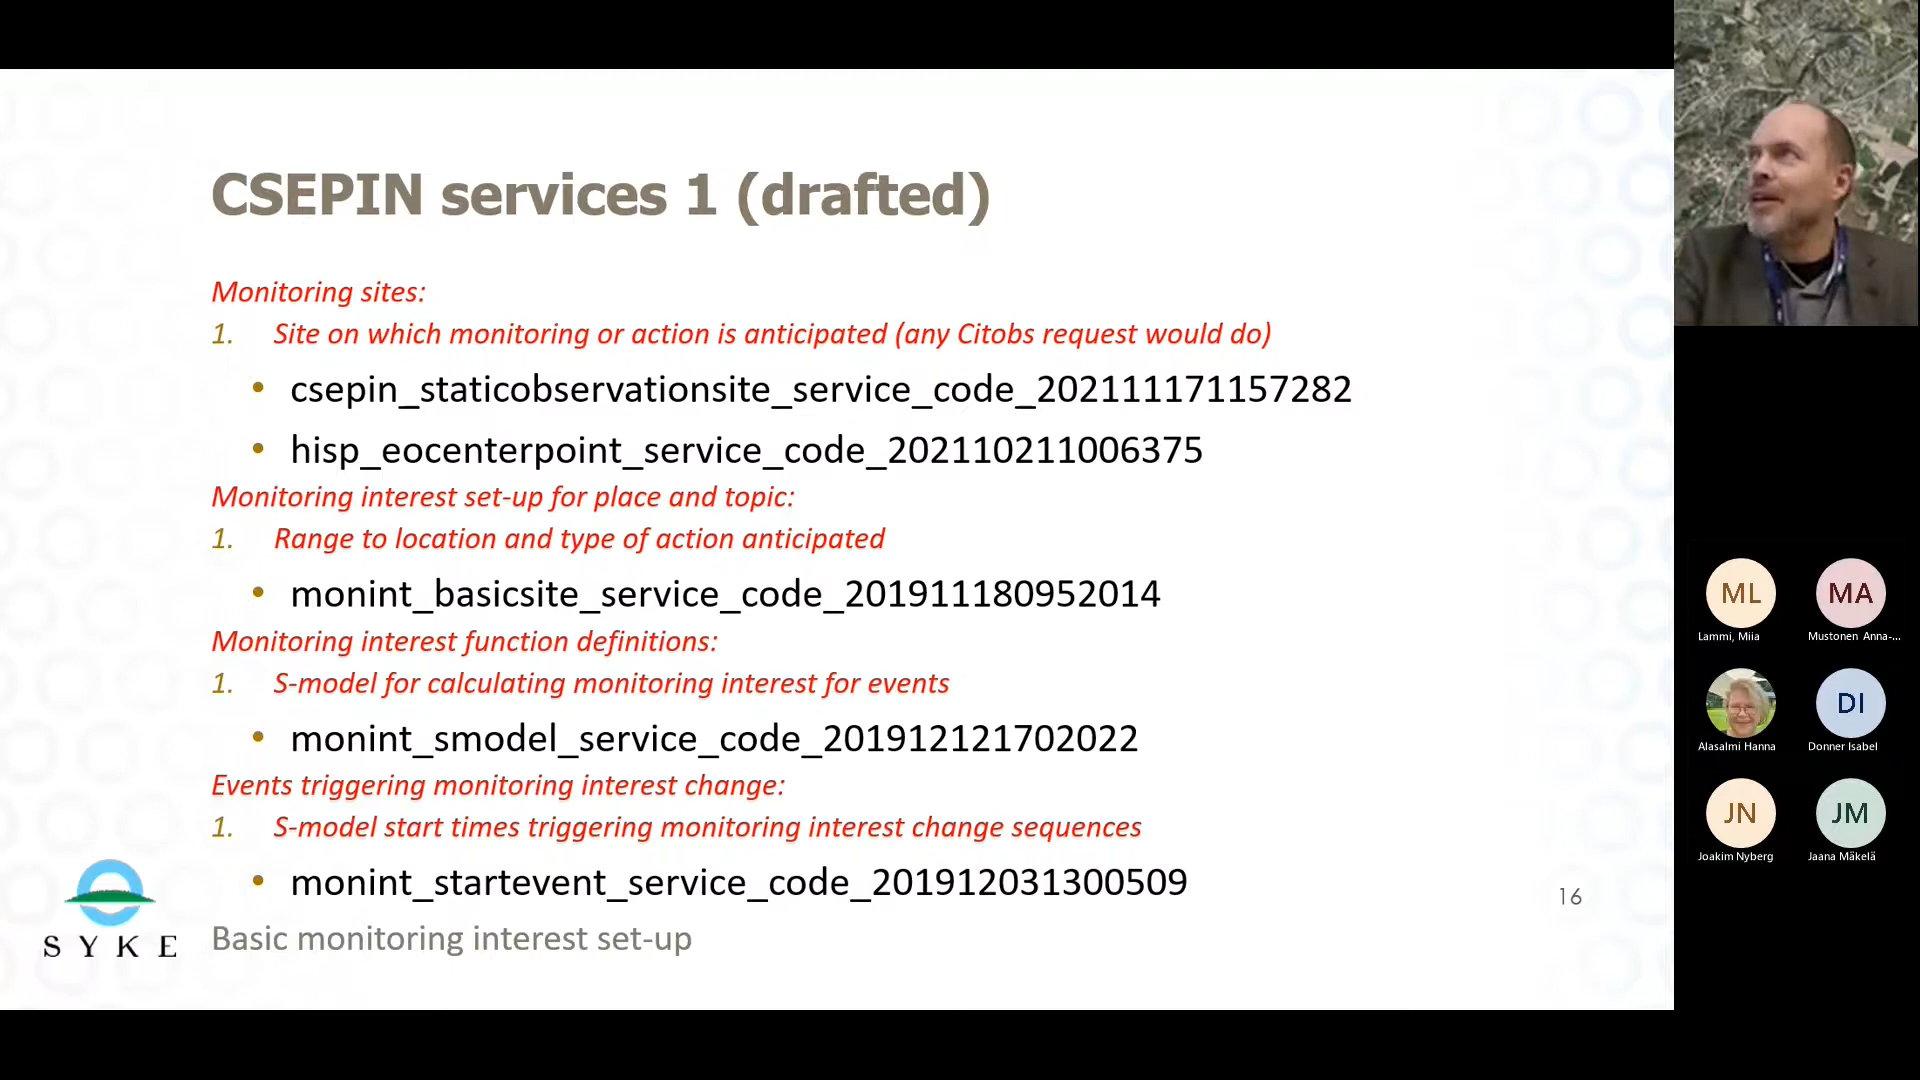 CSEPIN services 1 (drafted)
Monitoring sites:
1. Site on which monitoring or action is anticipated (any Citobs request would do)
• csepin_staticobservationsite_service_code_202111171157282
• hisp_eocenterpoint_service_code_202110211006375
Monitoring interest set-up for place and topic:
1. Range to location and type of action anticipated
• monint_basicsite_service_code_201911180952014
Monitoring interest function definitions:
1. S-model for calculating monitoring interest for events
• monint_smodel_service_code_201912121702022
Events triggering monitoring interest change:
1. S-model start times triggering monitoring interest change sequences
• monint_startevent_service_code_201912031300509
16
SYKE
Basic monitoring interest set-up
ML
Lammi, Miia
MA
Mustonen Anna-...
Alasalmi Hanna
DI
Donner Isabel
JN
Joakim Nyberg
JM
Jaana Mäkelä